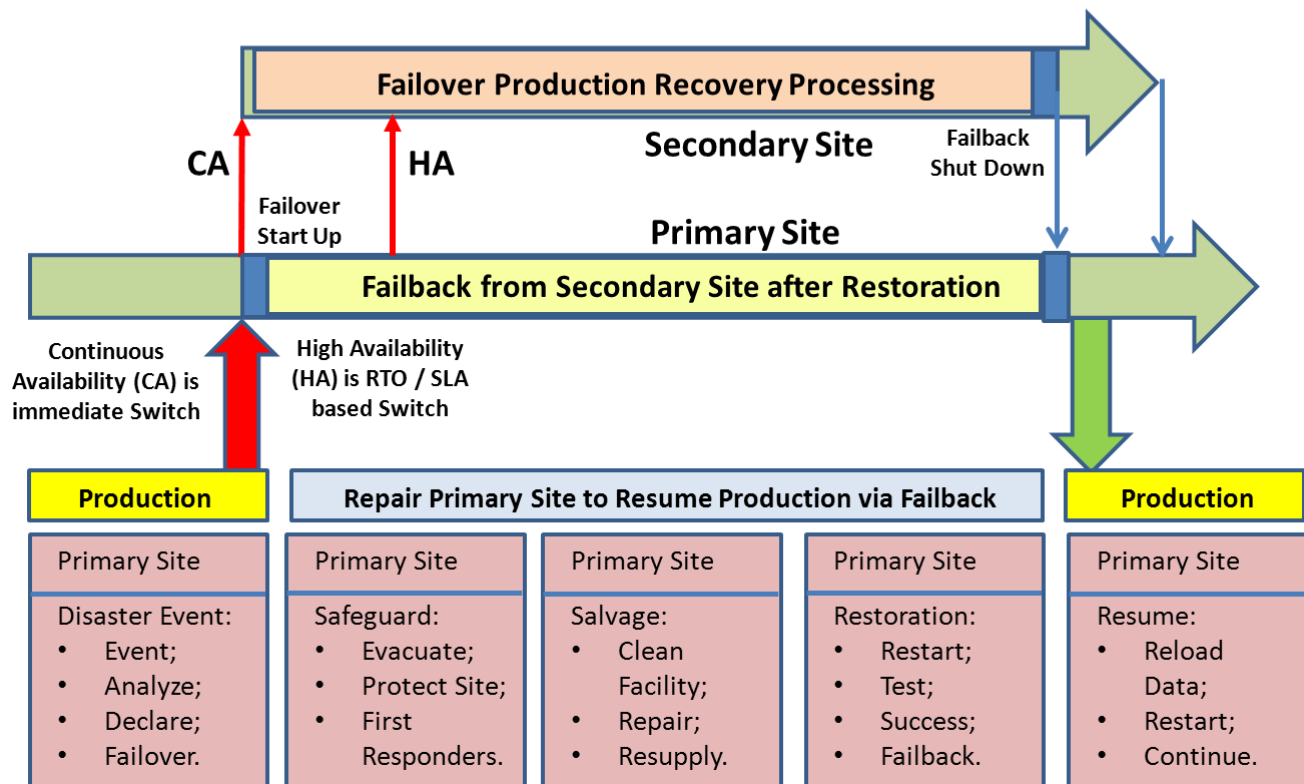 Failover Production Recovery Processing
CA
HA
Secondary Site
Failback
Shut Down
Failover
Start Up
Primary Site
Failback from Secondary Site after Restoration
Continuous
Availability (CA) is
immediate Switch
High Availability
(HA) is RTO / SLA
based Switch
Production
Repair Primary Site to Resume Production via Failback
Production
Primary Site
Disaster Event:
• Event;
• Analyze;
• Declare;
• Failover.
Primary Site
Safeguard:
• Evacuate;
• Protect Site;
• First
Responders.
Primary Site
Salvage:
• Clean
Facility;
• Repair;
• Resupply.
Primary Site
Restoration:
• Restart;
• Test;
• Success;
• Failback.
Primary Site
Resume:
• Reload
Data;
• Restart;
• Continue.